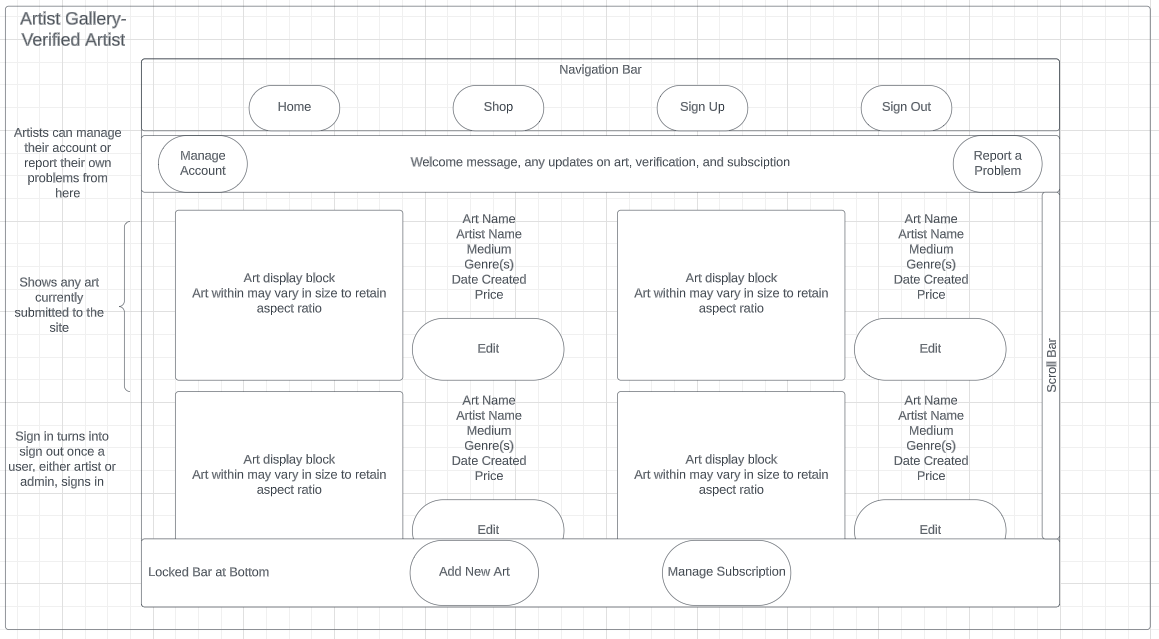 Artist Gallery-
Verified Artist
Navigation Bar
Home
Shop
Sign Up
Sign Out
Artists can manage
their account or
report their own
problems from
here
Manage
Account
Welcome message, any updates on art, verification, and subsciption
Report a
Problem
Shows any art
currently
submitted to the
site
Art display block
Art within may vary in size to retain
aspect ratio
Art Name
Artist Name
Medium
Genre(s)
Date Created
Price
Edit
Art display block
Art within may vary in size to retain
aspect ratio
Art Name
Artist Name
Medium
Genre(s)
Date Created
Price
Edit
Scroll Bar
Sign in turns into
sign out once a
user, either artist or
admin, signs in
Art display block
Art within may vary in size to retain
aspect ratio
Art Name
Artist Name
Medium
Genre(s)
Date Created
Price
Edit
Art display block
Art within may vary in size to retain
aspect ratio
Art Name
Artist Name
Medium
Genre(s)
Date Created
Price
Edit
Locked Bar at Bottom
Add New Art
Manage Subscription